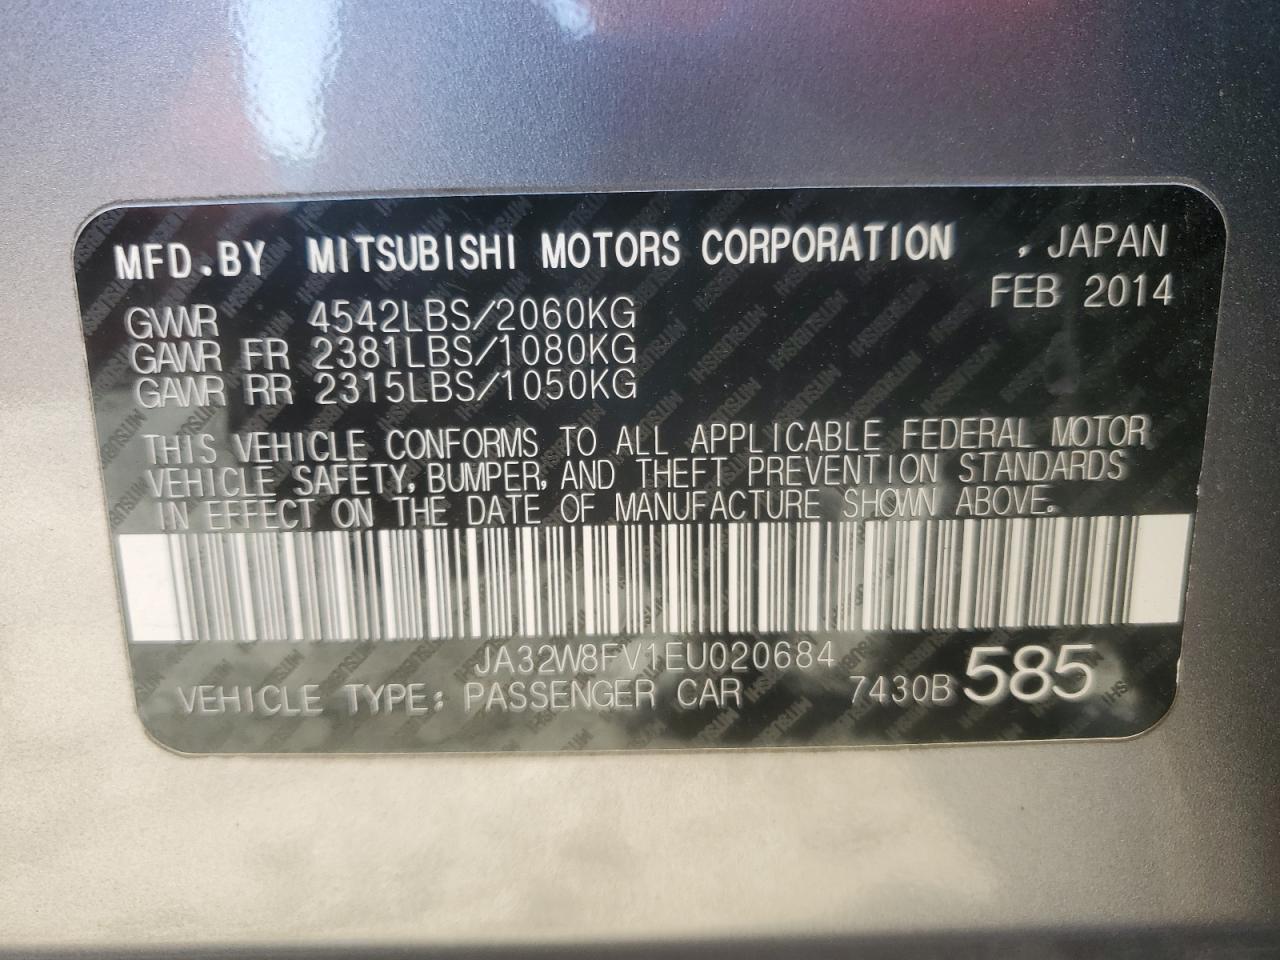 MFD.BY MITSUBISHI MOTORS CORPORATION , JAPAN
FEB 2014
GVWR 4542LBS/2060KG
GAWR FR 2381LBS/1080KG
GAWR RR 2315LBS/1050KG
THIS VEHICLE CONFORMS TO ALL APPLICABLE FEDERAL MOTOR
VEHICLE SAFETY, BUMPER, AND THEFT PREVENTION STANDARDS
IN EFFECT ON THE DATE OF MANUFACTURE SHOWN ABOVE.
JA32W8FV1EU020684
VEHICLE TYPE: PASSENGER CAR 7430B 585